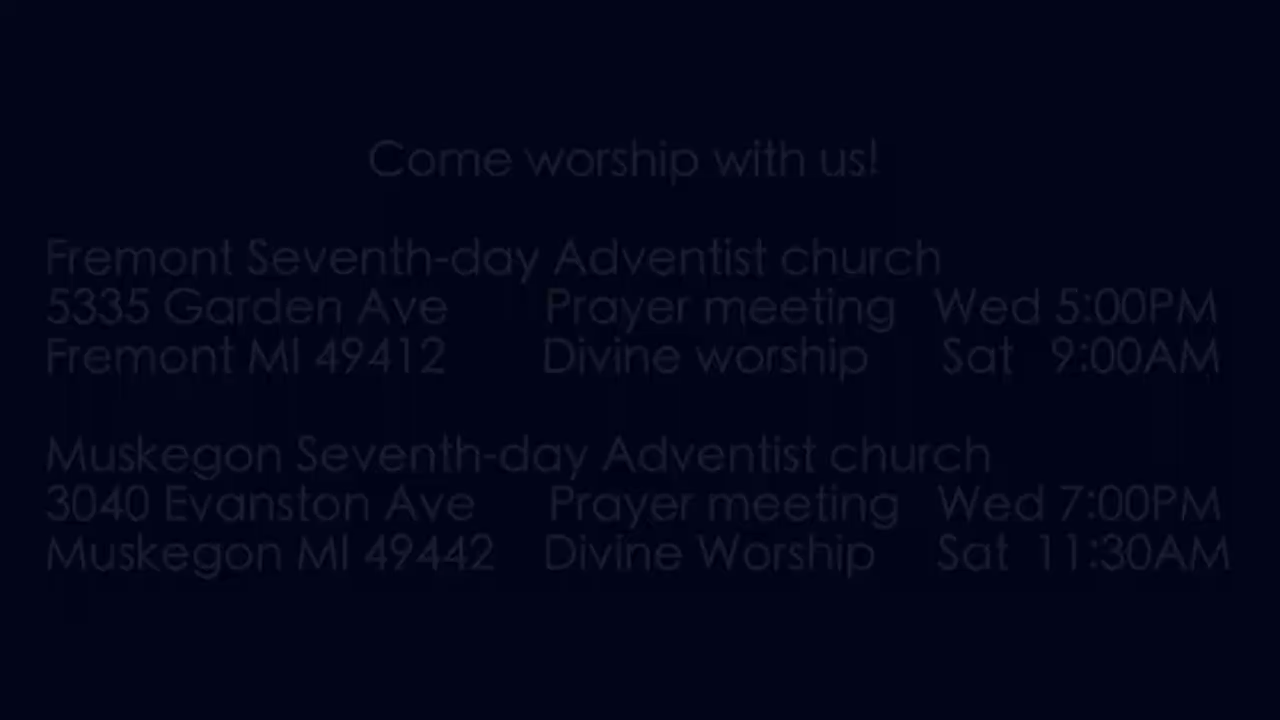 Come worship with us!
Fremont Seventh-day Adventist church
5335 Garden Ave Prayer meeting Wed 5:00PM
Fremont MI 49412 Divine worship Sat 9:00AM
Muskegon Seventh-day Adventist church
3040 Evanston Ave Prayer meeting Wed 7:00PM
Muskegon MI 49442 Divine Worship Sat 11:30AM